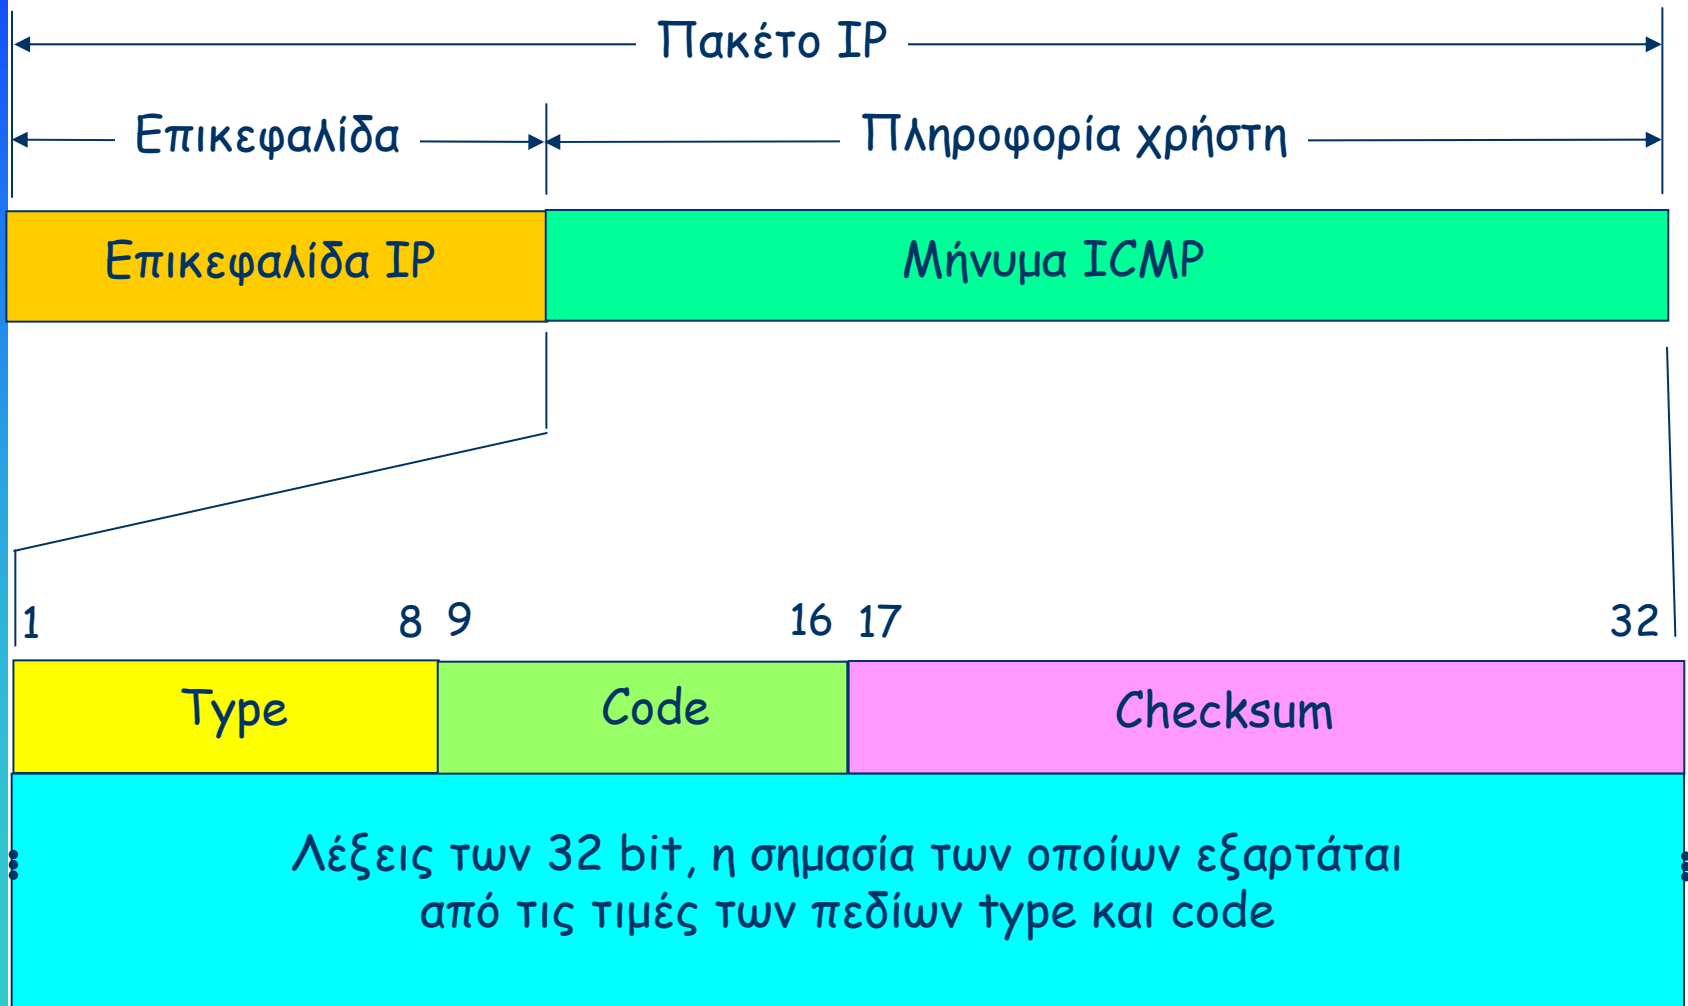 Πακέτο IP
Επικεφαλίδα Πληροφορία χρήστη
Επικεφαλίδα IP Μήνυμα ICMP
1 8 9 16 17 32
Type Code Checksum
Λέξεις των 32 bit, η σημασία των οποίων εξαρτάται
από τις τιμές των πεδίων type και code